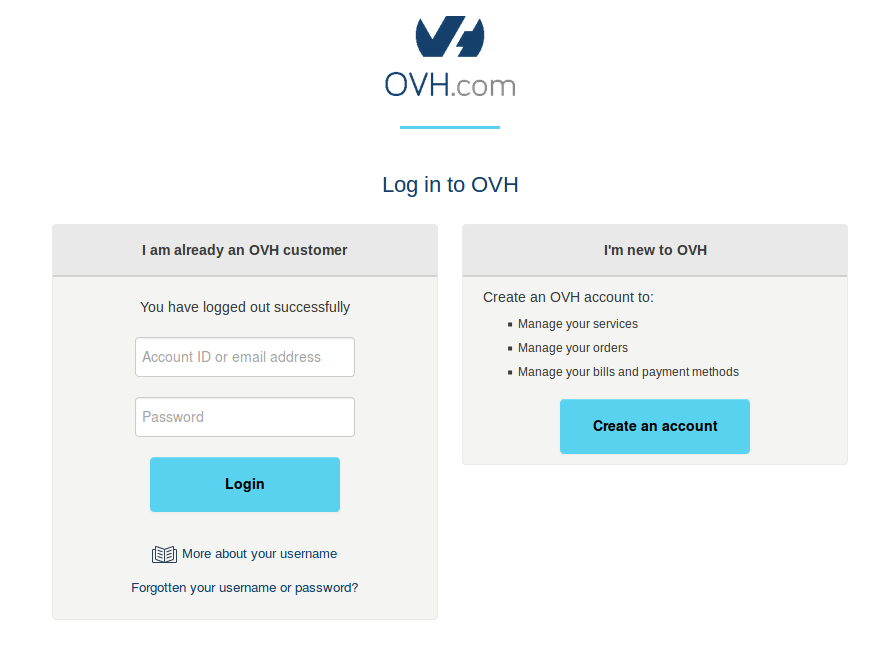 OVH.com
Log in to OVH
I am already an OVH customer
You have logged out successfully
Account ID or email address
Password
Login
More about your username
Forgotten your username or password?
I'm new to OVH
Create an OVH account to:
Manage your services
Manage your orders
Manage your bills and payment methods
Create an account